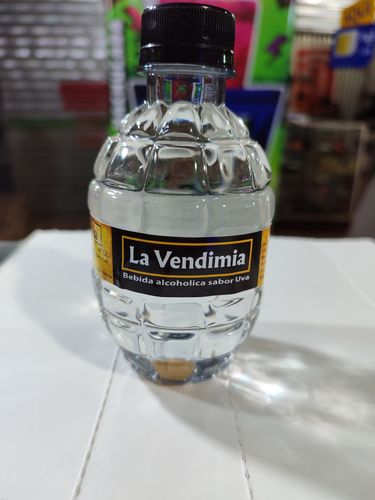 La Vendimia
Bebida alcoholica sabor Uva